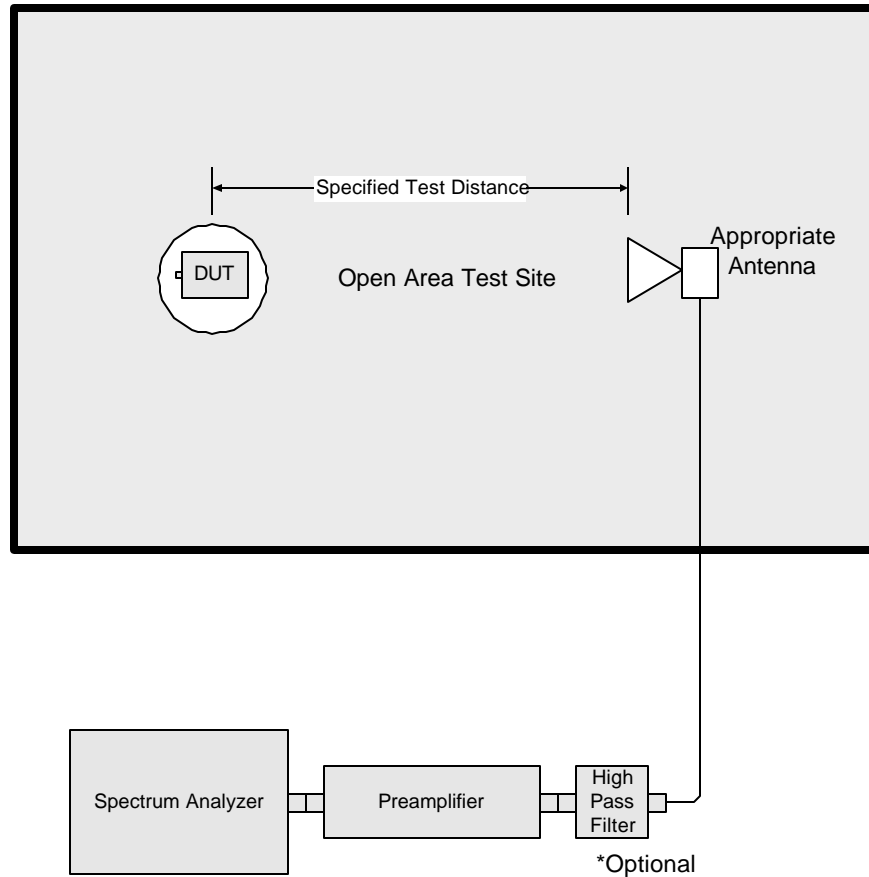 Specified Test Distance
DUT
Open Area Test Site
Appropriate
Antenna
Spectrum Analyzer
Preamplifier
High
Pass
Filter
*Optional